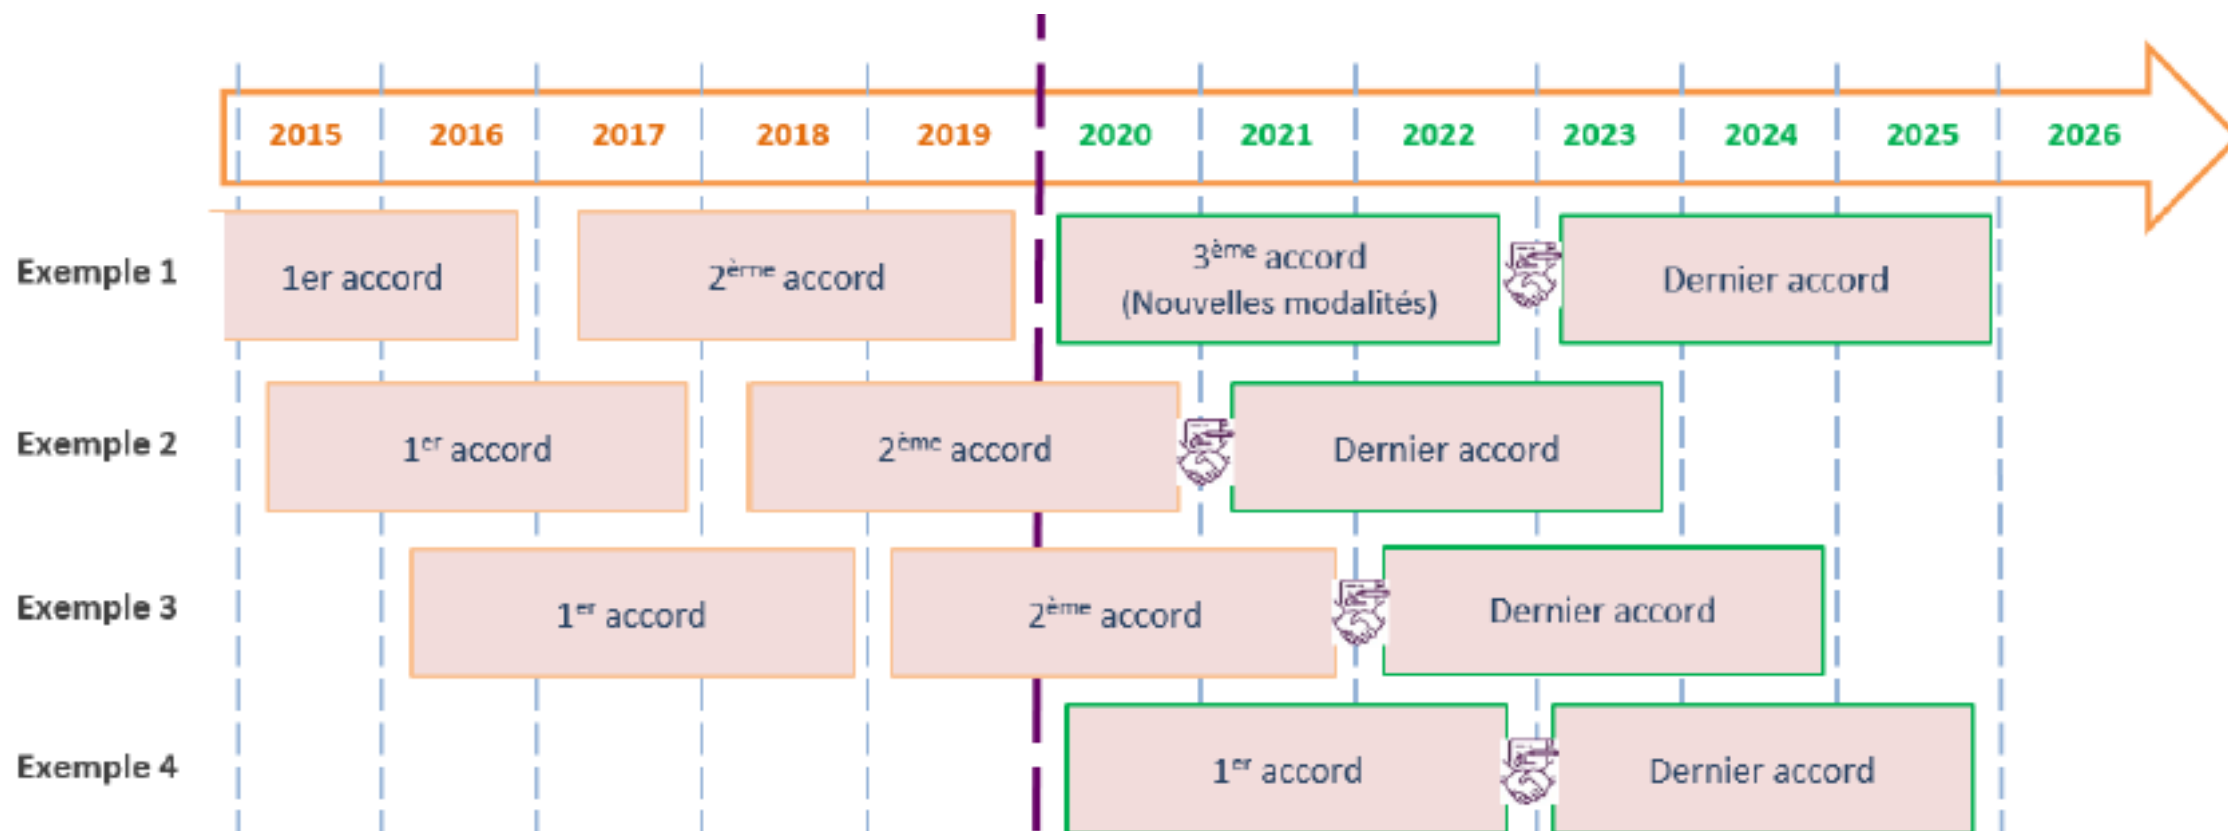 2015 2016 2017 2018 2019 2020 2021 2022 2023 2024 2025 2026
Exemple 1
1er accord
2ème accord
3ème accord
(Nouvelles modalités)
Dernier accord
Exemple 2
1er accord
2ème accord
Dernier accord
Exemple 3
1er accord
2ème accord
Dernier accord
Exemple 4
1er accord
Dernier accord